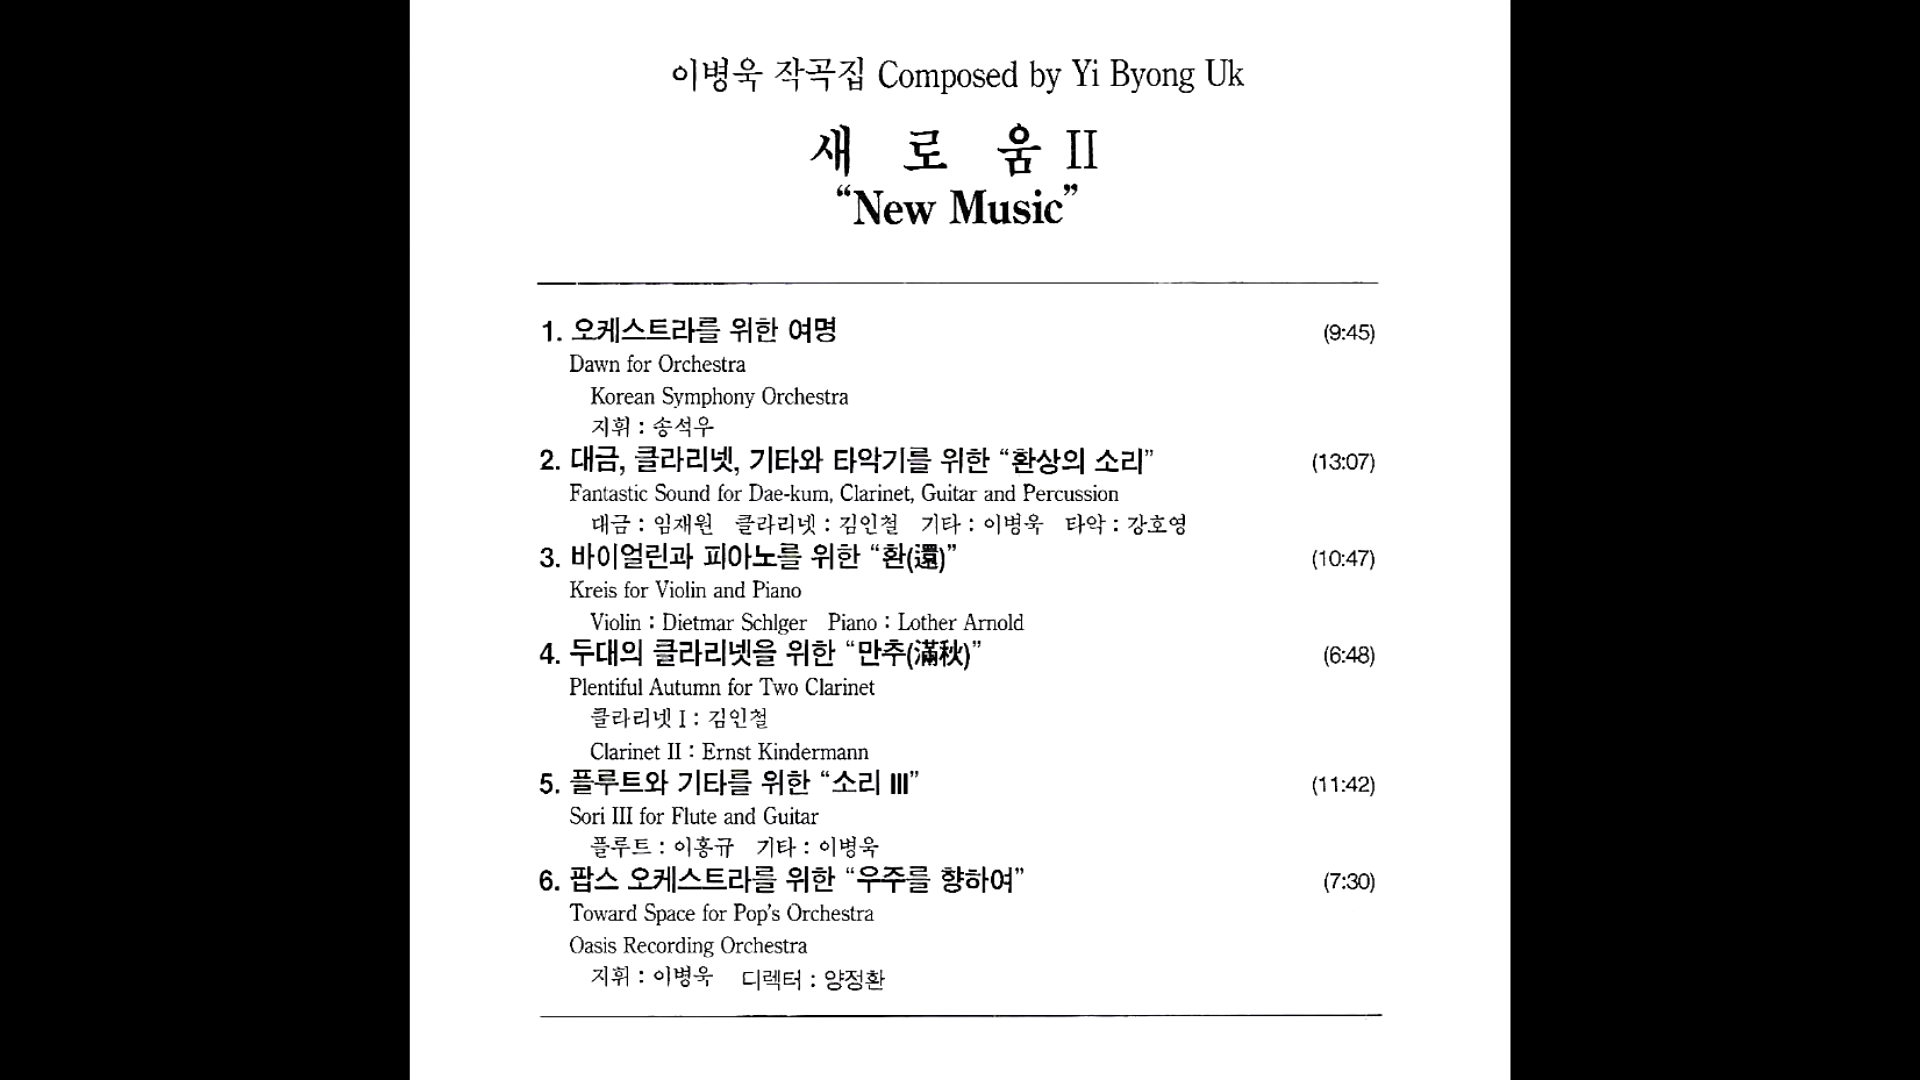 이병욱 작곡집 Composed by Yi Byong Uk
새 로 움 II
“New Music”
1. 오케스트라를 위한 여명 (9:45)
Dawn for Orchestra
Korean Symphony Orchestra
지휘 : 송석우
2. 대금, 클라리넷, 기타와 타악기를 위한 “환상의 소리” (13:07)
Fantastic Sound for Dae-kum, Clarinet, Guitar and Percussion
대금 : 임재원 클라리넷 : 김인철 기타 : 이병욱 타악 : 강호영
3. 바이얼린과 피아노를 위한 “환(還)” (10:47)
Kreis for Violin and Piano
Violin : Dietmar Schlger Piano : Lother Arnold
4. 두대의 클라리넷을 위한 “만추(滿秋)” (6:48)
Plentiful Autumn for Two Clarinet
클라리넷 I : 김인철
Clarinet II : Ernst Kindermann
5. 플루트와 기타를 위한 “소리 III” (11:42)
Sori III for Flute and Guitar
플루트 : 이홍규 기타 : 이병욱
6. 팝스 오케스트라를 위한 “우주를 향하여” (7:30)
Toward Space for Pop’s Orchestra
Oasis Recording Orchestra
지휘 : 이병욱 디렉터 : 양정환